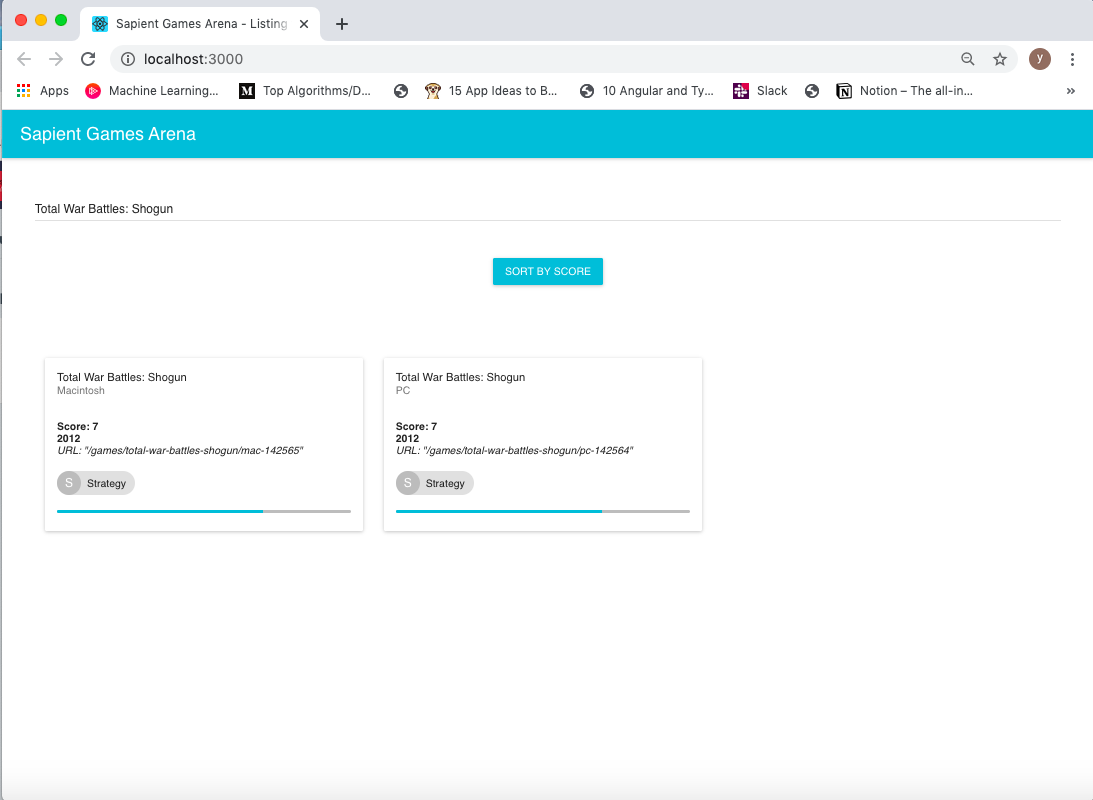 Sapient Games Arena - Listing
localhost:3000
y
Apps Machine Learning... M Top Algorithms/D... 15 App Ideas to B... 10 Angular and Ty... Slack N Notion – The all-in... »
Sapient Games Arena
Total War Battles: Shogun
SORT BY SCORE
Total War Battles: Shogun
Macintosh
Score: 7
2012
URL: "/games/total-war-battles-shogun/mac-142565"
S Strategy
Total War Battles: Shogun
PC
Score: 7
2012
URL: "/games/total-war-battles-shogun/pc-142564"
S Strategy